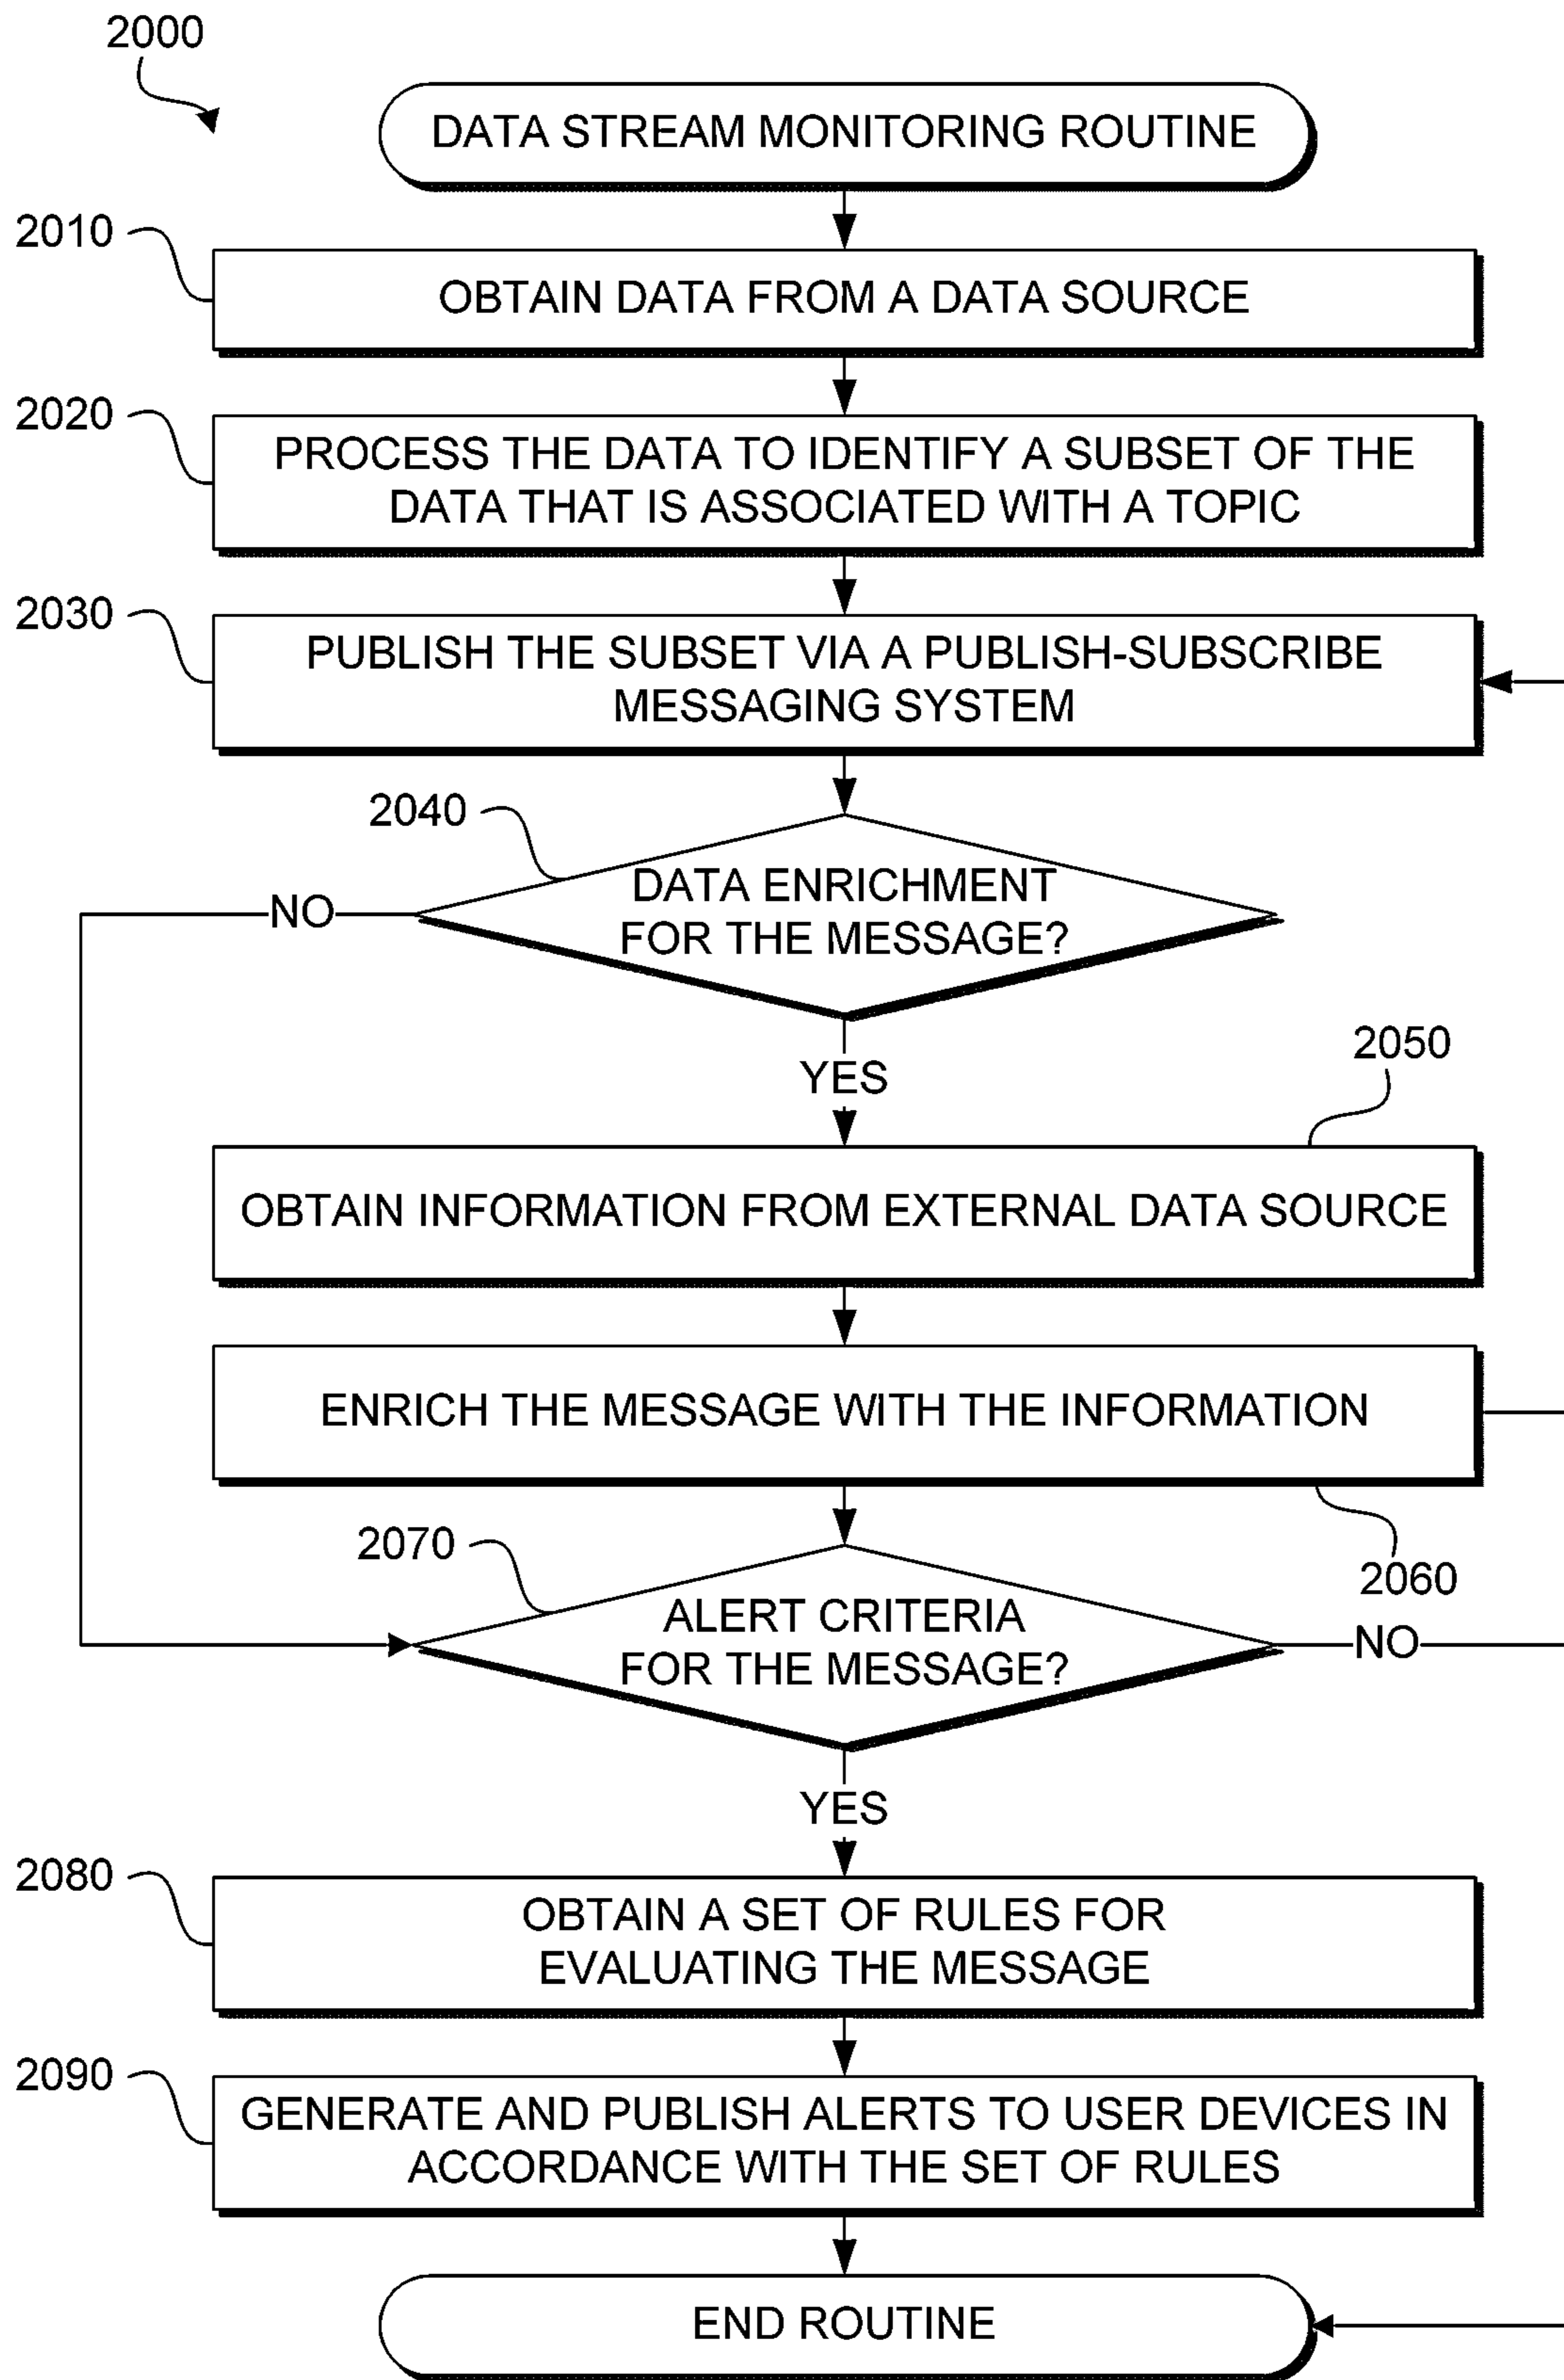 2000
DATA STREAM MONITORING ROUTINE
2010
OBTAIN DATA FROM A DATA SOURCE
2020
PROCESS THE DATA TO IDENTIFY A SUBSET OF THE
DATA THAT IS ASSOCIATED WITH A TOPIC
2030
PUBLISH THE SUBSET VIA A PUBLISH-SUBSCRIBE
MESSAGING SYSTEM
2040
DATA ENRICHMENT
FOR THE MESSAGE?
NO
YES
2050
OBTAIN INFORMATION FROM EXTERNAL DATA SOURCE
ENRICH THE MESSAGE WITH THE INFORMATION
2060
2070
ALERT CRITERIA
FOR THE MESSAGE?
NO
YES
2080
OBTAIN A SET OF RULES FOR
EVALUATING THE MESSAGE
2090
GENERATE AND PUBLISH ALERTS TO USER DEVICES IN
ACCORDANCE WITH THE SET OF RULES
END ROUTINE